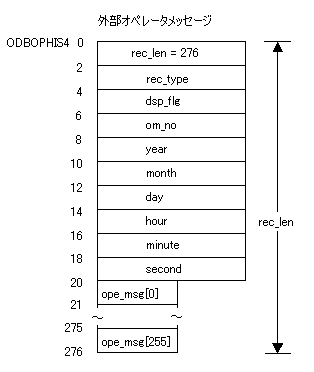 外部オペレータメッセージ
ODBOPHIS4 0
rec_len = 276
2
rec_type
4
dsp_flg
6
om_no
8
year
10
month
12
day
14
hour
16
minute
18
second
20
ope_msg[0]
21
～ ～
275
ope_msg[255]
276
rec_len